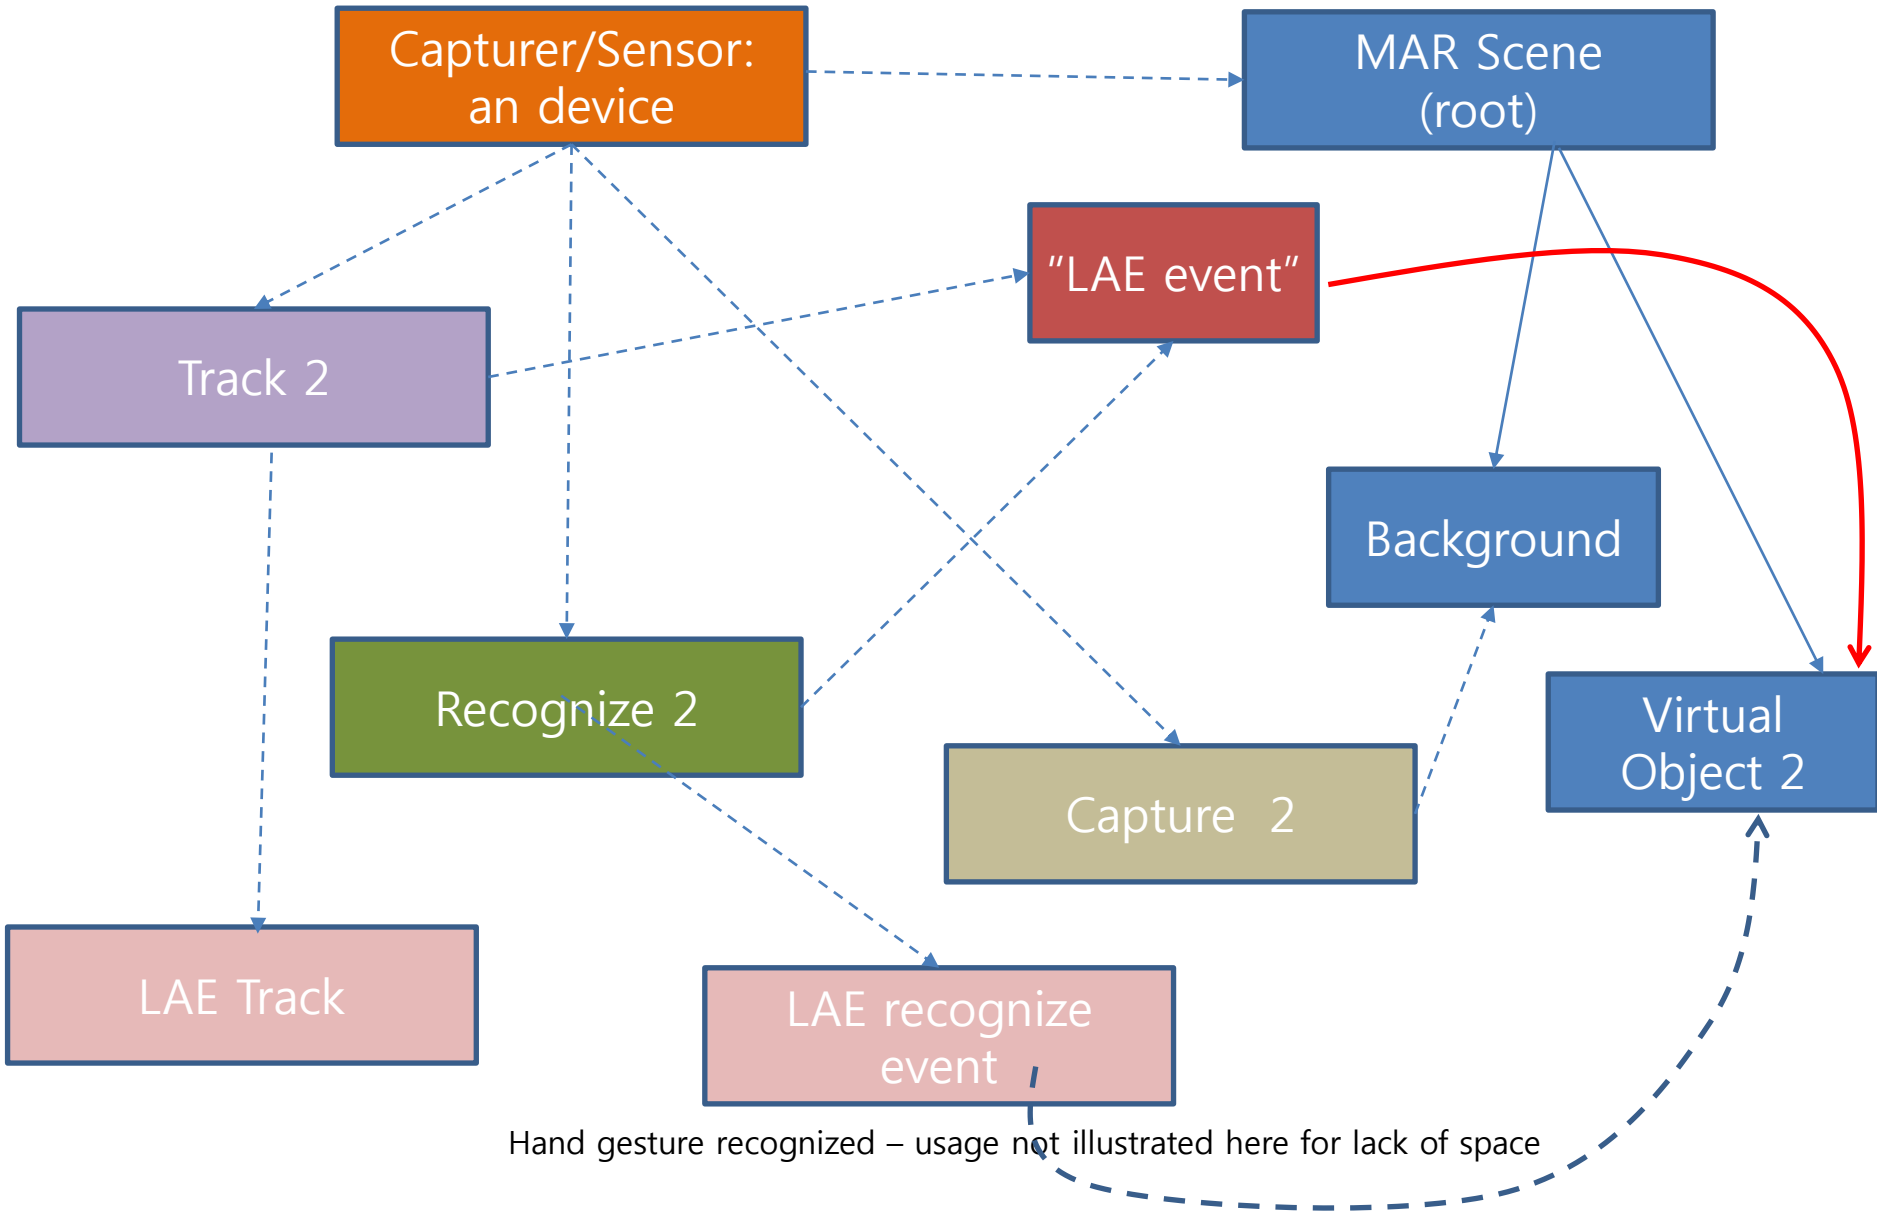 Capturer/Sensor:
an device
MAR Scene
(root)
"LAE event"
Track 2
Background
Recognize 2
Virtual
Object 2
Capture  2
LAE Track
LAE recognize
event
Hand gesture recognized – usage not illustrated here for lack of space